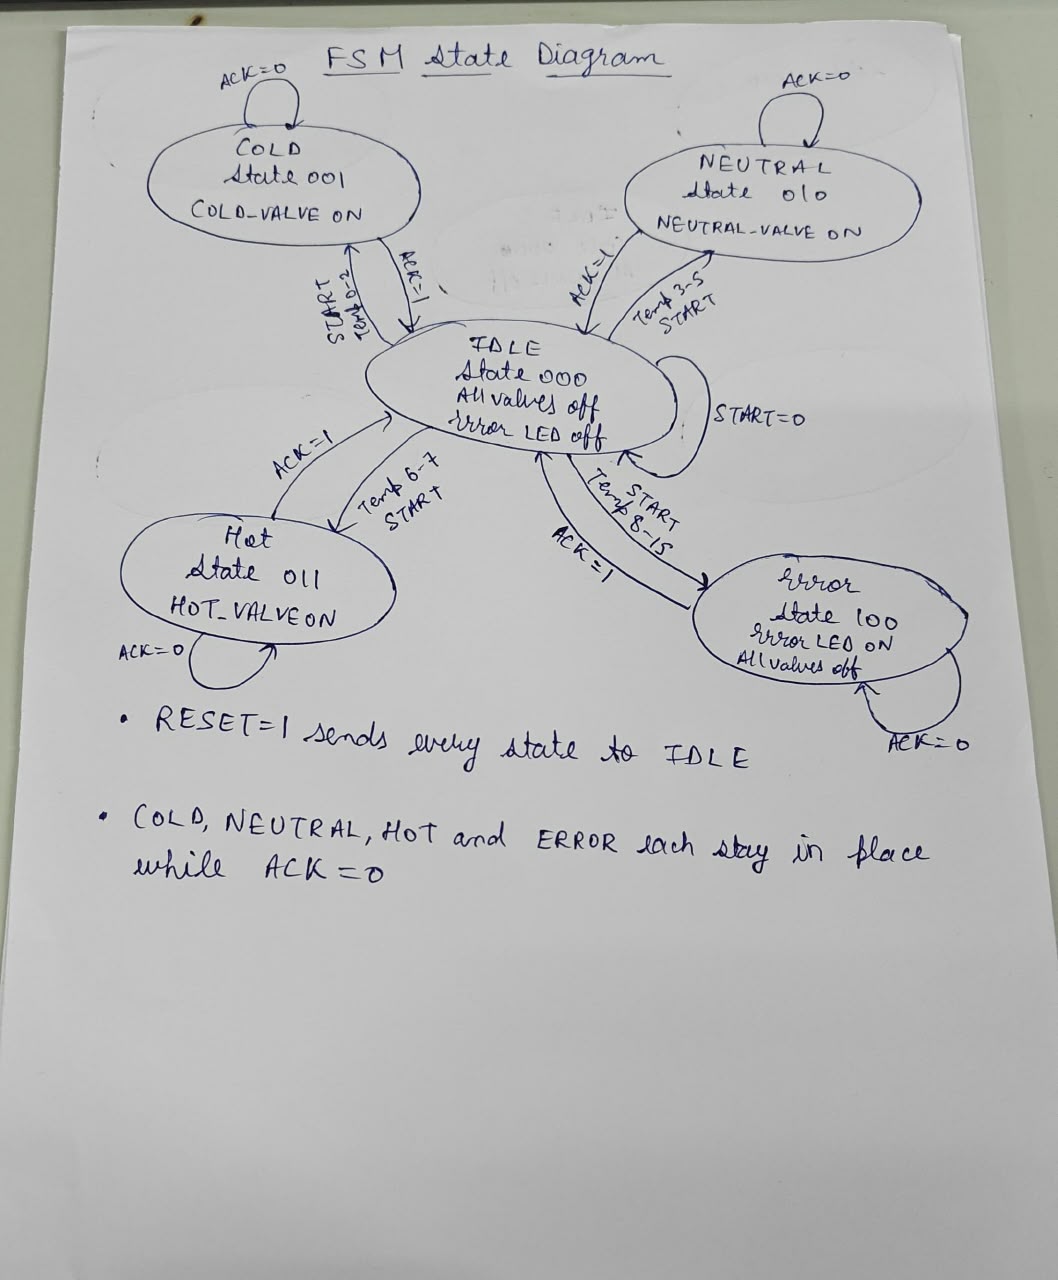 FSM State Diagram
ACK=0
COLD
State 001
COLD-VALVE ON
ACK=0
NEUTRAL
State 010
NEUTRAL-VALVE ON
START
Temp 0-2
ACK=1
ACK=1
Temp 3-5
START
IDLE
State 000
All valves off
Error LED off
START=0
ACK=1
Temp 6-7
START
START
Temp 8-15
ACK=1
Hot
State 011
HOT_VALVE ON
ACK=0
Error
State 100
Error LED ON
All valves off
ACK=0
• RESET=1 sends every state to IDLE
• COLD, NEUTRAL, HOT and ERROR each stay in place
while ACK=0